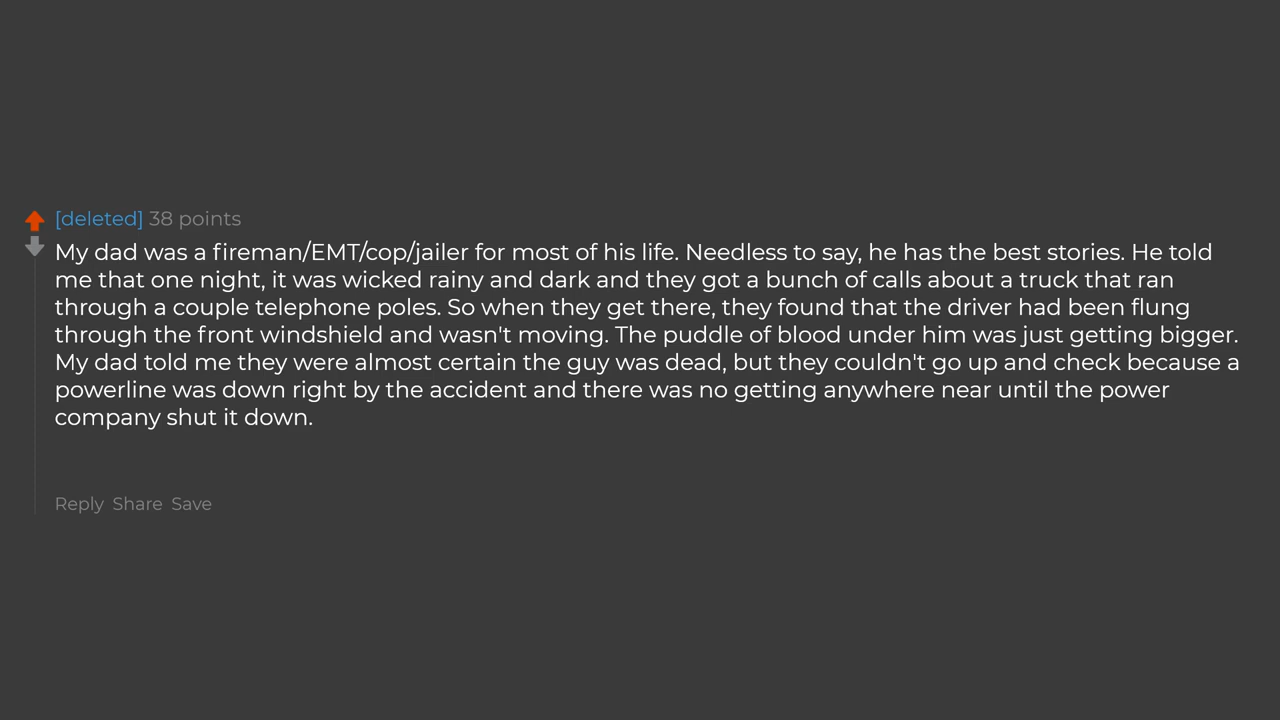 [deleted] 38 points
My dad was a fireman/EMT/cop/jailer for most of his life. Needless to say, he has the best stories. He told
me that one night, it was wicked rainy and dark and they got a bunch of calls about a truck that ran
through a couple telephone poles. So when they get there, they found that the driver had been flung
through the front windshield and wasn't moving. The puddle of blood under him was just getting bigger.
My dad told me they were almost certain the guy was dead, but they couldn't go up and check because a
powerline was down right by the accident and there was no getting anywhere near until the power
company shut it down.
Reply Share Save